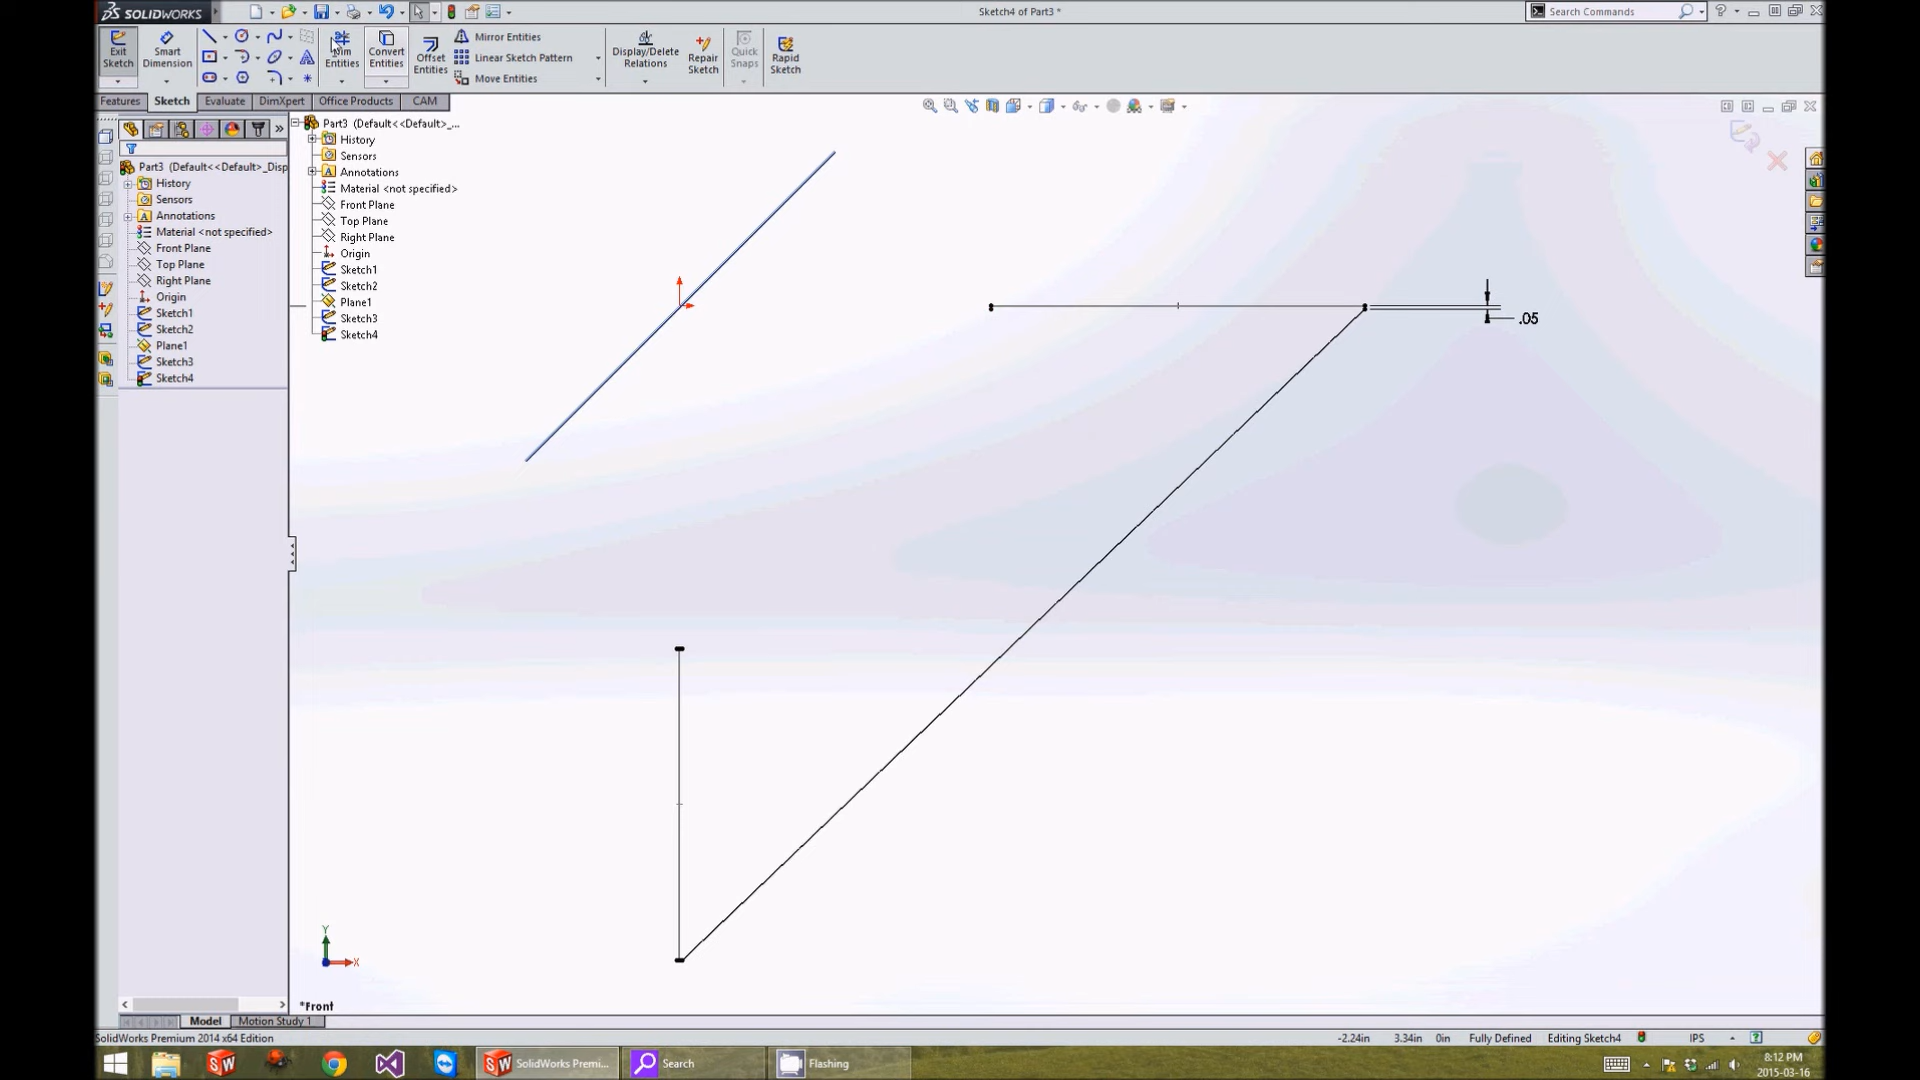 SOLIDWORKS
Sketch4 of Part3 *
Search Commands
Exit Sketch
Smart Dimension
Trim Entities
Convert Entities
Offset Entities
Mirror Entities
Linear Sketch Pattern
Move Entities
Display/Delete Relations
Repair Sketch
Quick Snaps
Rapid Sketch
Features
Sketch
Evaluate
DimXpert
Office Products
CAM
Part3 (Default<<Default>_Disp
History
Sensors
Annotations
Material <not specified>
Front Plane
Top Plane
Right Plane
Origin
Sketch1
Sketch2
Plane1
Sketch3
Sketch4
Part3 (Default<<Default>_...
History
Sensors
Annotations
Material <not specified>
Front Plane
Top Plane
Right Plane
Origin
Sketch1
Sketch2
Plane1
Sketch3
Sketch4
.05
Y
X
*Front
Model
Motion Study 1
SolidWorks Premium 2014 x64 Edition
-2.24in
3.34in
0in
Fully Defined
Editing Sketch4
IPS
SolidWorks Premi...
Search
Flashing
8:12 PM
2015-03-16